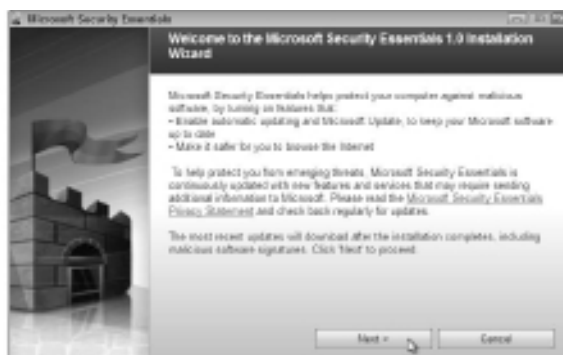 Microsoft Security Essentials
Welcome to the Microsoft Security Essentials 1.0 Installation
Wizard
Microsoft Security Essentials helps protect your computer against malicious
software, by turning on features that:
- Enable automatic updating and Microsoft Update, to keep your Microsoft software
up to date
- Make it safer for you to browse the Internet
To help protect you from emerging threats, Microsoft Security Essentials is
continuously updated with new features and services that may require sending
additional information to Microsoft. Please read the Microsoft Security Essentials
Privacy Statement and check back regularly for updates.
The most recent updates will download after the installation completes, including
malicious software signatures. Click 'Next' to proceed.
Next >
Cancel